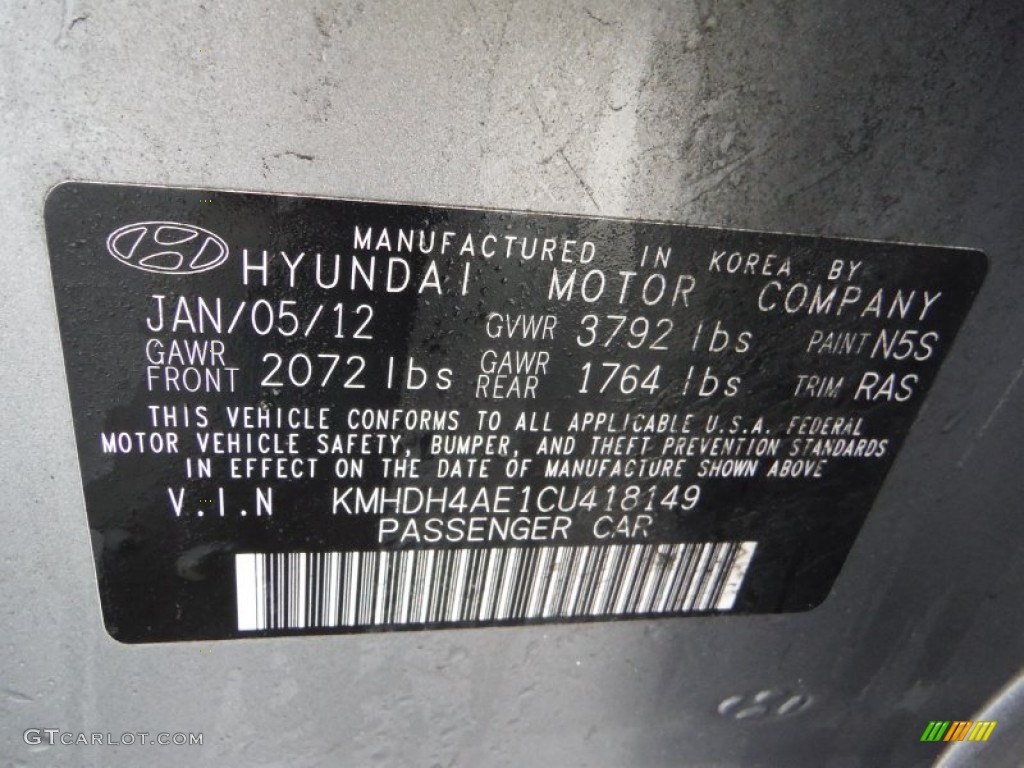 MANUFACTURED IN KOREA BY
HYUNDAI MOTOR COMPANY
JAN/05/12 GVWR 3792 lbs PAINT N5S
GAWR FRONT 2072 lbs GAWR REAR 1764 lbs TRIM RAS
THIS VEHICLE CONFORMS TO ALL APPLICABLE U.S.A. FEDERAL
MOTOR VEHICLE SAFETY, BUMPER, AND THEFT PREVENTION STANDARDS
IN EFFECT ON THE DATE OF MANUFACTURE SHOWN ABOVE
V.I.N KMHDH4AE1CU418149
PASSENGER CAR
GTCARLOT.COM